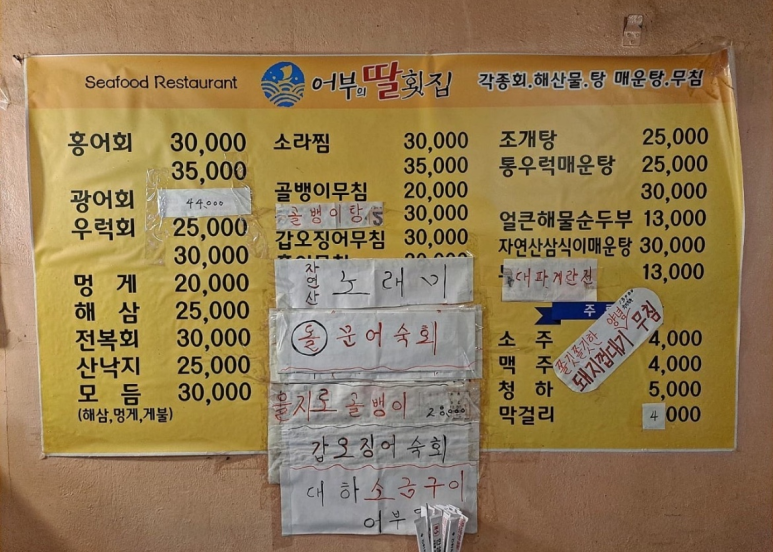 Seafood Restaurant 어부의 딸 횟집 각종회.해산물.탕 매운탕.무침
홍어회 30,000
35,000
광어회 44,000
우럭회 25,000
30,000
멍게 20,000
해삼 25,000
전복회 30,000
산낙지 25,000
모듬 30,000
(해삼,멍게,게불)
소라찜 30,000
35,000
골뱅이무침 20,000
골뱅이탕 30,000
갑오징어무침 30,000
자연산 노래기
돌 문어숙회
을지로 골뱅이 28,000
갑오징어 숙회
대하 소금구이
어부
조개탕 25,000
통우럭매운탕 25,000
30,000
얼큰해물순두부 13,000
자연산삼식이매운탕 30,000
대파계란전 13,000
주
쫄깃쫄깃한 양념
돼지껍대기 무침
소주 4,000
맥주 4,000
청하 5,000
막걸리 4,000